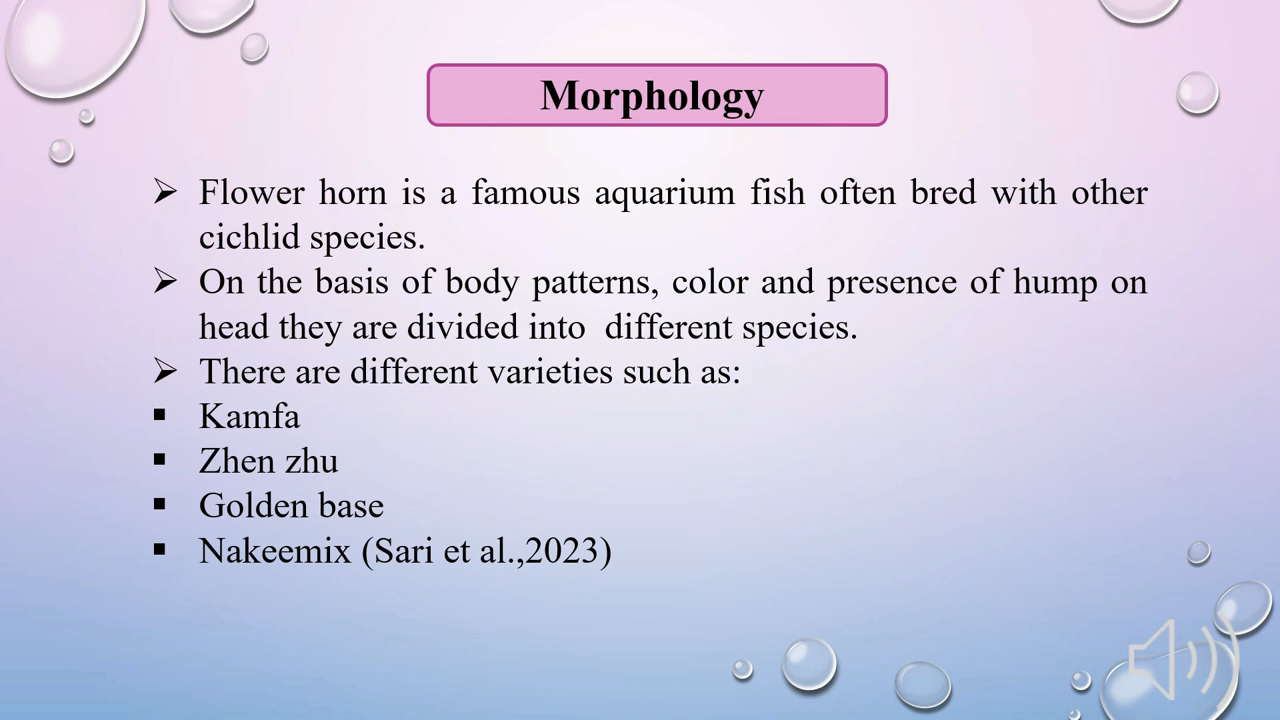 Morphology
➢ Flower horn is a famous aquarium fish often bred with other
cichlid species.
➢ On the basis of body patterns, color and presence of hump on
head they are divided into  different species.
➢ There are different varieties such as:
▪ Kamfa
▪ Zhen zhu
▪ Golden base
▪ Nakeemix (Sari et al.,2023)